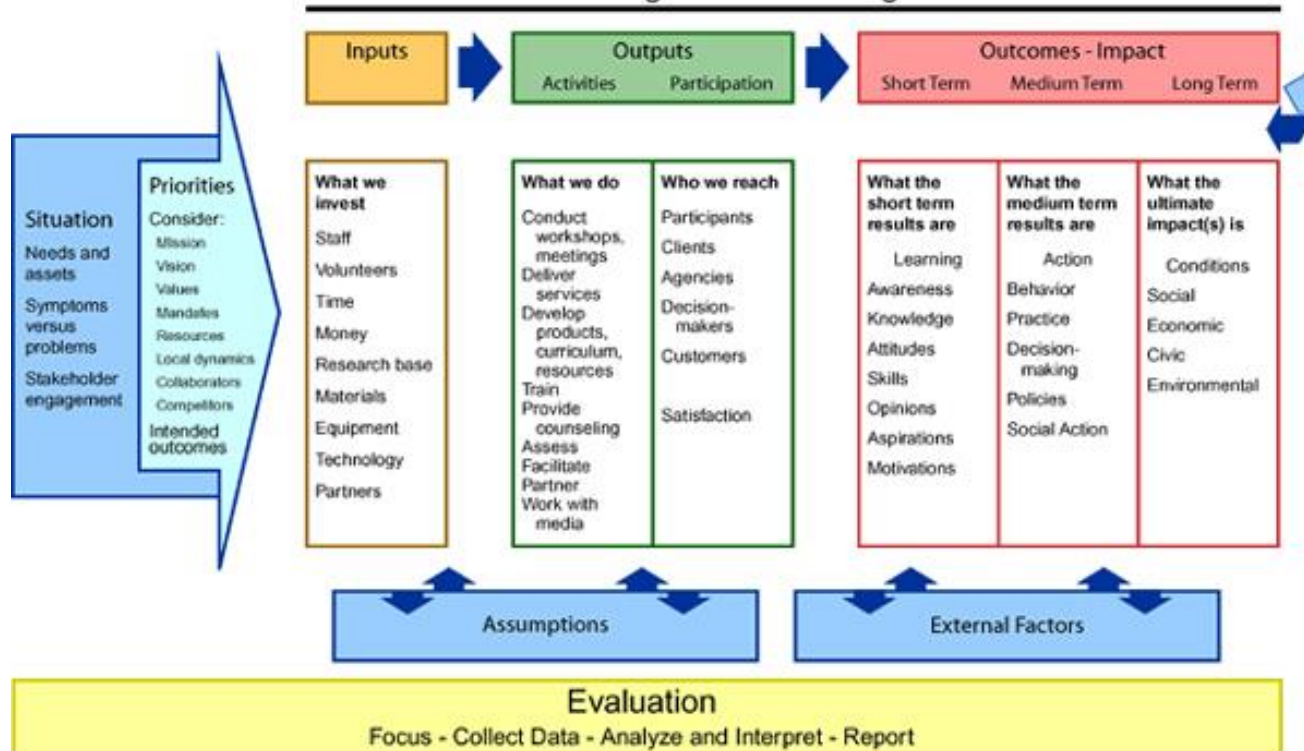 Inputs
Outputs
Activities Participation
Outcomes - Impact
Short Term Medium Term Long Term
Situation
Needs and
assets
Symptoms
versus
problems
Stakeholder
engagement
Priorities
Consider:
Mission
Vision
Values
Mandates
Resources
Local dynamics
Collaborators
Competitors
Intended
outcomes
What we
invest
Staff
Volunteers
Time
Money
Research base
Materials
Equipment
Technology
Partners
What we do
Conduct
workshops,
meetings
Deliver
services
Develop
products,
curriculum,
resources
Train
Provide
counseling
Assess
Facilitate
Partner
Work with
media
Who we reach
Participants
Clients
Agencies
Decision-
makers
Customers
Satisfaction
What the
short term
results are
Learning
Awareness
Knowledge
Attitudes
Skills
Opinions
Aspirations
Motivations
What the
medium term
results are
Action
Behavior
Practice
Decision-
making
Policies
Social Action
What the
ultimate
impact(s) is
Conditions
Social
Economic
Civic
Environmental
Assumptions
External Factors
Evaluation
Focus - Collect Data - Analyze and Interpret - Report